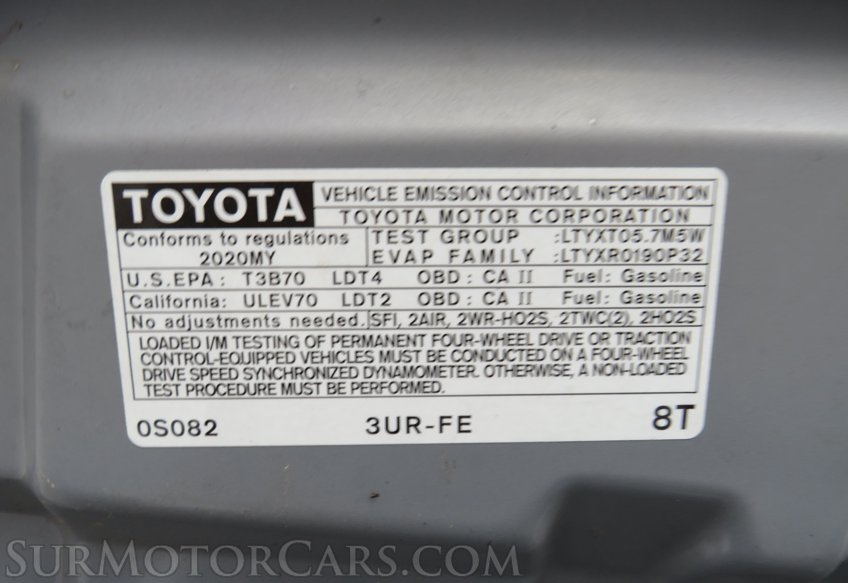 TOYOTA VEHICLE EMISSION CONTROL INFORMATION
TOYOTA MOTOR CORPORATION
Conforms to regulations
2020MY
TEST GROUP :LTYXT05.7M5W
EVAP FAMILY :LTYXR0190P32
U.S.EPA: T3B70 LDT4 OBD: CA II Fuel: Gasoline
California: ULEV70 LDT2 OBD: CA II Fuel: Gasoline
No adjustments needed. SFI, 2AIR, 2WR-HO2S, 2TWC(2), 2HO2S
LOADED I/M TESTING OF PERMANENT FOUR-WHEEL DRIVE OR TRACTION
CONTROL-EQUIPPED VEHICLES MUST BE CONDUCTED ON A FOUR-WHEEL
DRIVE SPEED SYNCHRONIZED DYNAMOMETER. OTHERWISE, A NON-LOADED
TEST PROCEDURE MUST BE PERFORMED.
0S082 3UR-FE 8T
SURMOTORCARS.COM